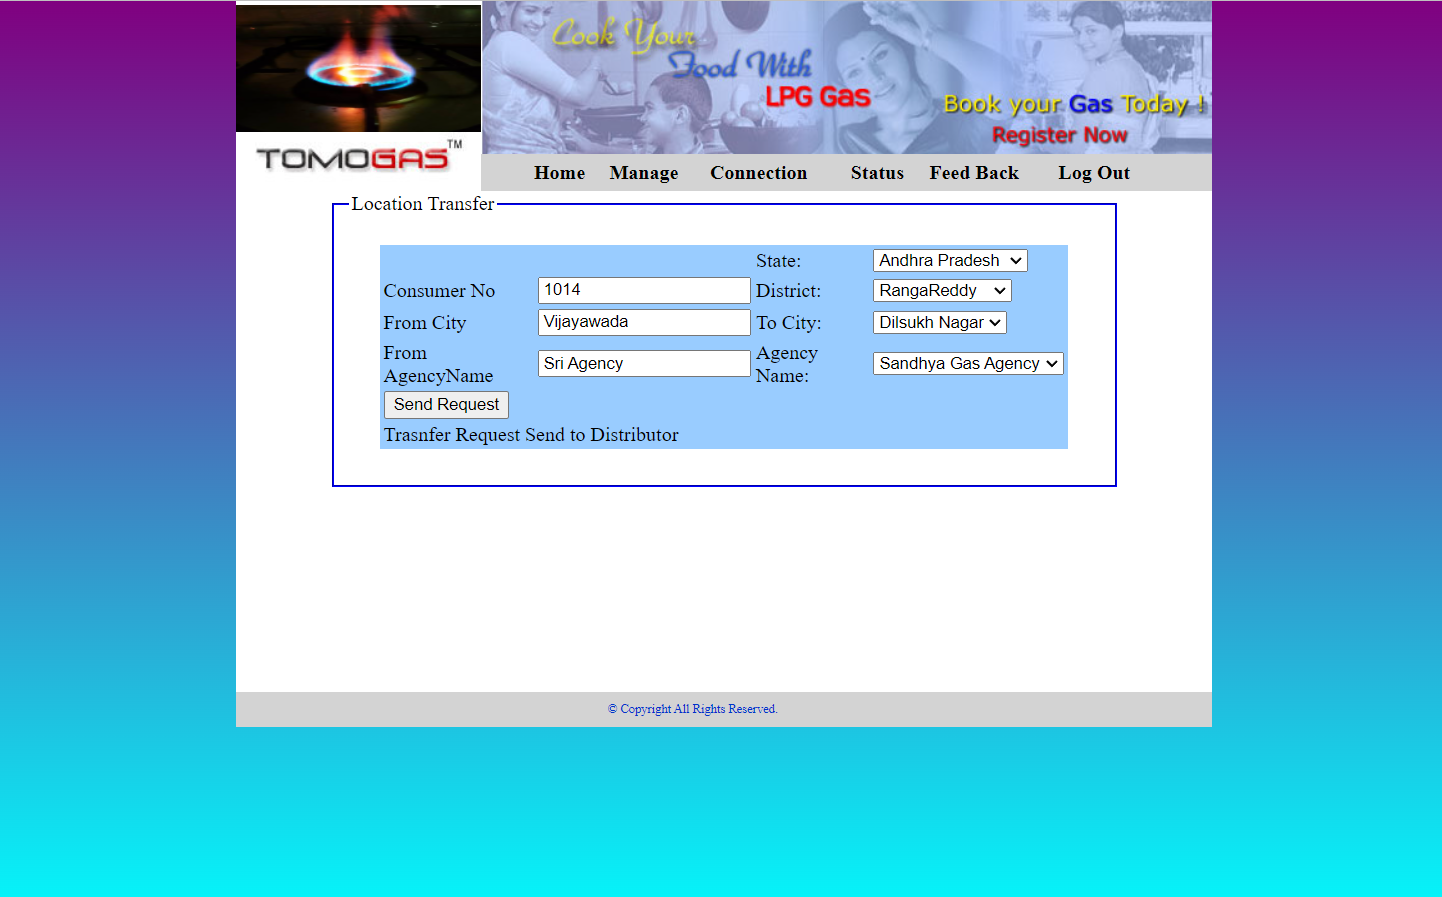 Cook Your
Food With
LPG Gas
Book your Gas Today !
Register Now
TOMOGAS™
Home Manage Connection Status Feed Back Log Out
Location Transfer
State: Andhra Pradesh
Consumer No 1014 District: RangaReddy
From City Vijayawada To City: Dilsukh Nagar
From
AgencyName Sri Agency Agency
Name: Sandhya Gas Agency
Send Request
Trasnfer Request Send to Distributor
© Copyright All Rights Reserved.